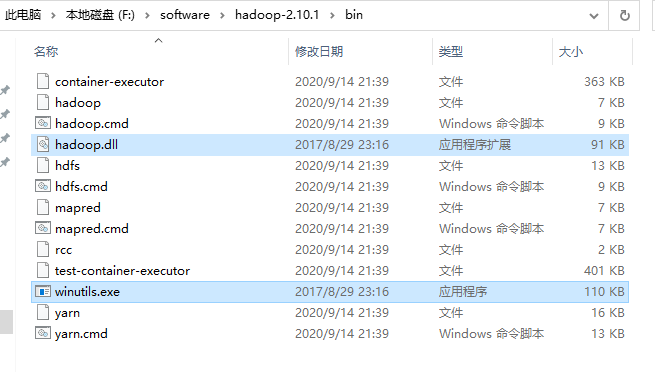 此电脑 > 本地磁盘 (F:) > software > hadoop-2.10.1 > bin
名称 修改日期 类型 大小
container-executor 2020/9/14 21:39 文件 363 KB
hadoop 2020/9/14 21:39 文件 7 KB
hadoop.cmd 2020/9/14 21:39 Windows 命令脚本 9 KB
hadoop.dll 2017/8/29 23:16 应用程序扩展 91 KB
hdfs 2020/9/14 21:39 文件 13 KB
hdfs.cmd 2020/9/14 21:39 Windows 命令脚本 9 KB
mapred 2020/9/14 21:39 文件 7 KB
mapred.cmd 2020/9/14 21:39 Windows 命令脚本 7 KB
rcc 2020/9/14 21:39 文件 2 KB
test-container-executor 2020/9/14 21:39 文件 401 KB
winutils.exe 2017/8/29 23:16 应用程序 110 KB
yarn 2020/9/14 21:39 文件 16 KB
yarn.cmd 2020/9/14 21:39 Windows 命令脚本 13 KB